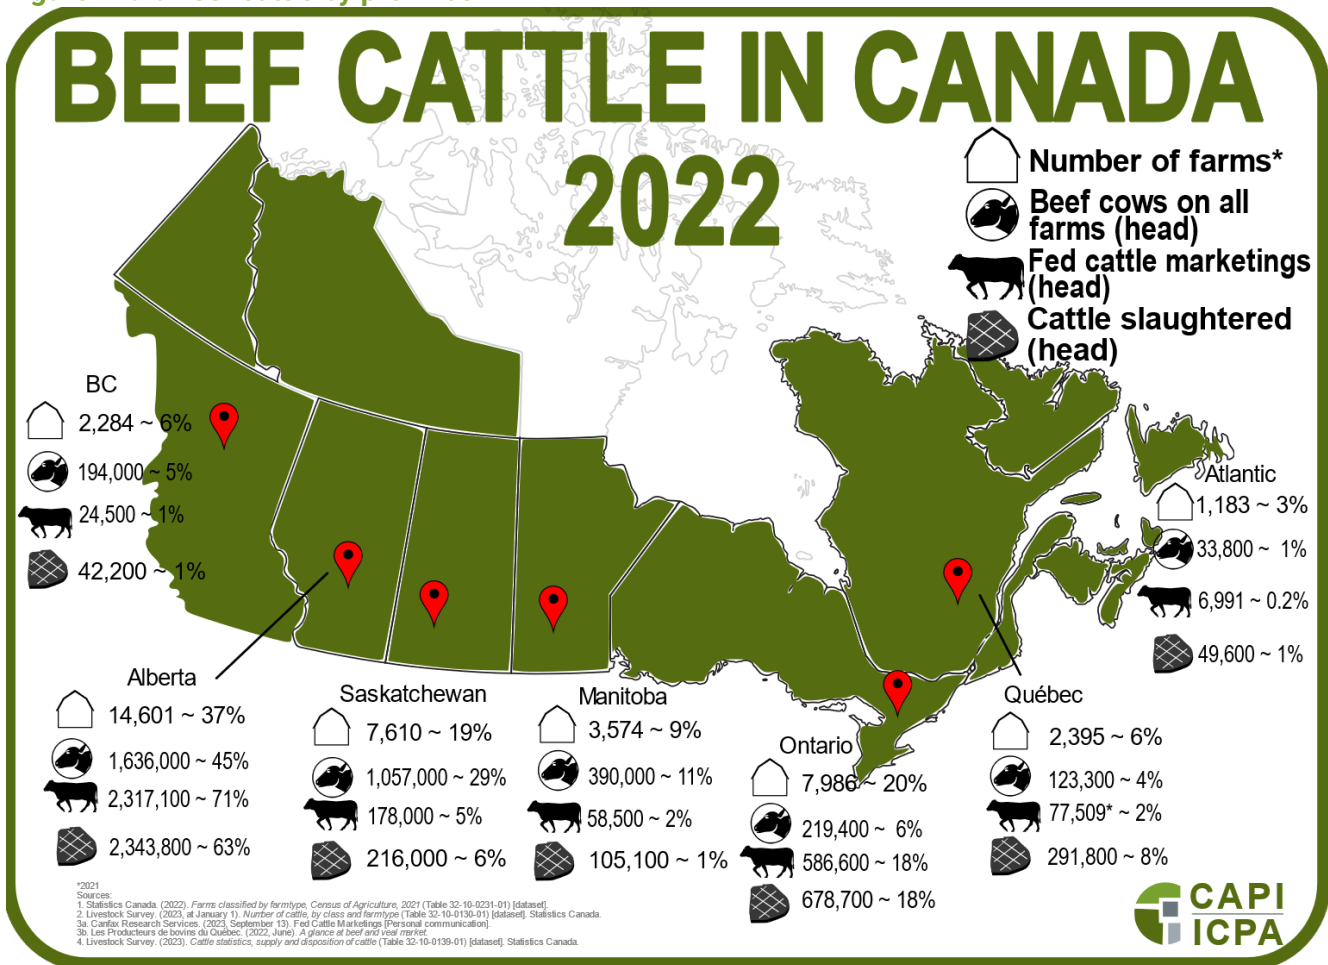 BEEF CATTLE IN CANADA
2022
Number of farms*
Beef cows on all
farms (head)
Fed cattle marketings
(head)
Cattle slaughtered
(head)
BC
2,284 ~ 6%
194,000 ~ 5%
24,500 ~ 1%
42,200 ~ 1%
Atlantic
1,183 ~ 3%
33,800 ~ 1%
6,991 ~ 0.2%
49,600 ~ 1%
Alberta
14,601 ~ 37%
1,636,000 ~ 45%
2,317,100 ~ 71%
2,343,800 ~ 63%
Saskatchewan
7,610 ~ 19%
1,057,000 ~ 29%
178,000 ~ 5%
216,000 ~ 6%
Manitoba
3,574 ~ 9%
390,000 ~ 11%
58,500 ~ 2%
105,100 ~ 1%
Ontario
7,986 ~ 20%
219,400 ~ 6%
586,600 ~ 18%
678,700 ~ 18%
Québec
2,395 ~ 6%
123,300 ~ 4%
77,509* ~ 2%
291,800 ~ 8%
*2021
Sources:
1. Statistics Canada. (2022). Farms classified by farmtype, Census of Agriculture, 2021 (Table 32-10-0231-01) [dataset].
2. Livestock Survey. (2023, at January 1). Number of cattle, by class and farmtype (Table 32-10-0130-01) [dataset]. Statistics Canada.
3a. Canfax Research Services. (2023, September 13). Fed Cattle Marketings [Personal communication].
3b. Les Producteurs de bovins du Québec. (2022, June). A glance at beef and veal market.
4. Livestock Survey. (2023). Cattle statistics, supply and disposition of cattle (Table 32-10-0139-01) [dataset]. Statistics Canada.
CAPI
ICPA